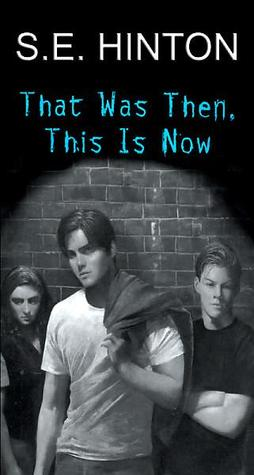 S.E. HINTON
That Was Then,
This Is Now